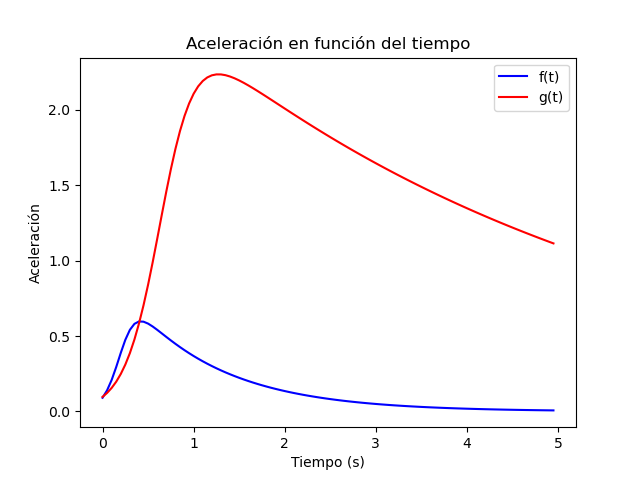 Aceleración en función del tiempo
f(t)
g(t)
2.0
1.5
1.0
0.5
0.0
Aceleración
0 1 2 3 4 5
Tiempo (s)